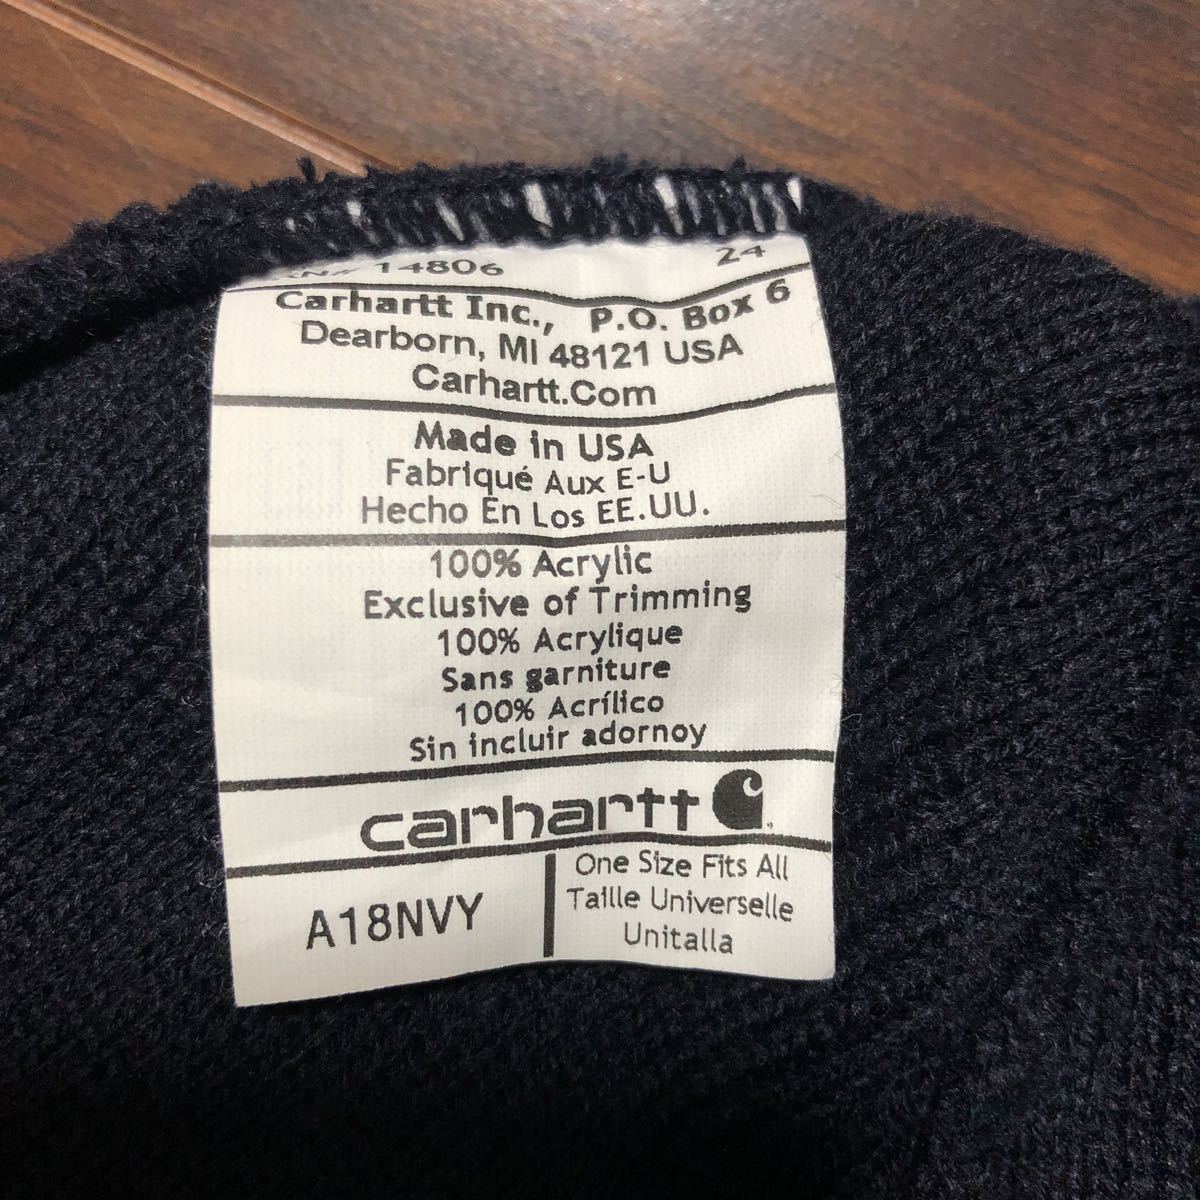 14806 24
Carhartt Inc., P.O. Box 6
Dearborn, MI 48121 USA
Carhartt.Com
Made in USA
Fabriqué Aux E-U
Hecho En Los EE.UU.
100% Acrylic
Exclusive of Trimming
100% Acrylique
Sans garniture
100% Acrílico
Sin incluir adornoy
carhartt
A18NVY
One Size Fits All
Taille Universelle
Unitalla